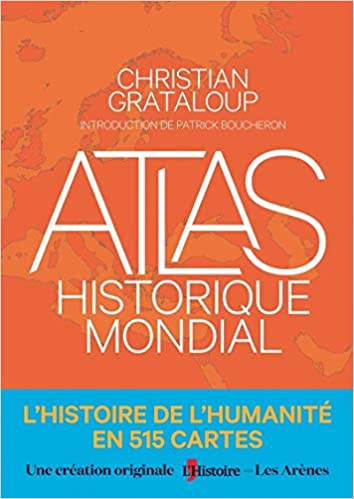 CHRISTIAN
GRATALOUP
INTRODUCTION DE PATRICK BOUCHERON
ATLAS
HISTORIQUE
MONDIAL
L'HISTOIRE DE L'HUMANITÉ
EN 515 CARTES
Une création originale L'Histoire — Les Arènes